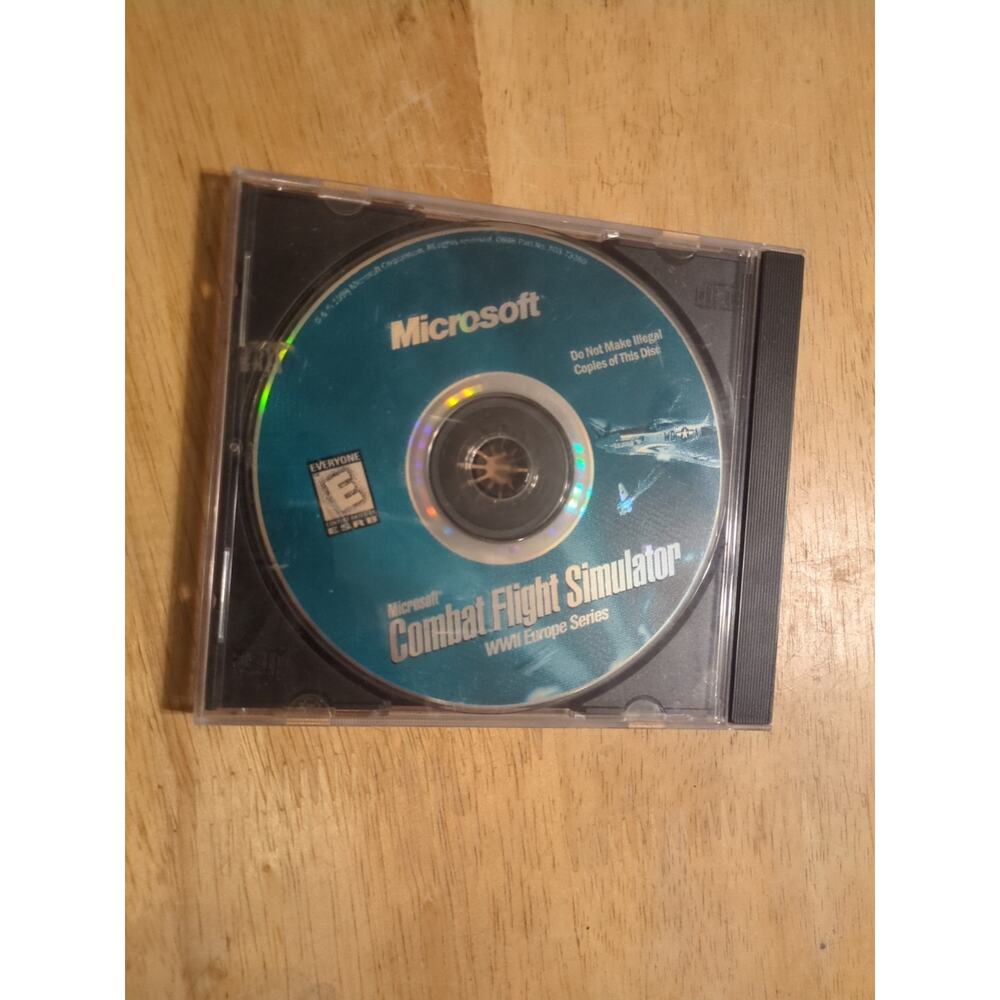 Microsoft
Do Not Make Illegal
Copies of This Disc
EVERYONE
E
ESRB
Microsoft
Combat Flight Simulator
WWII Europe Series